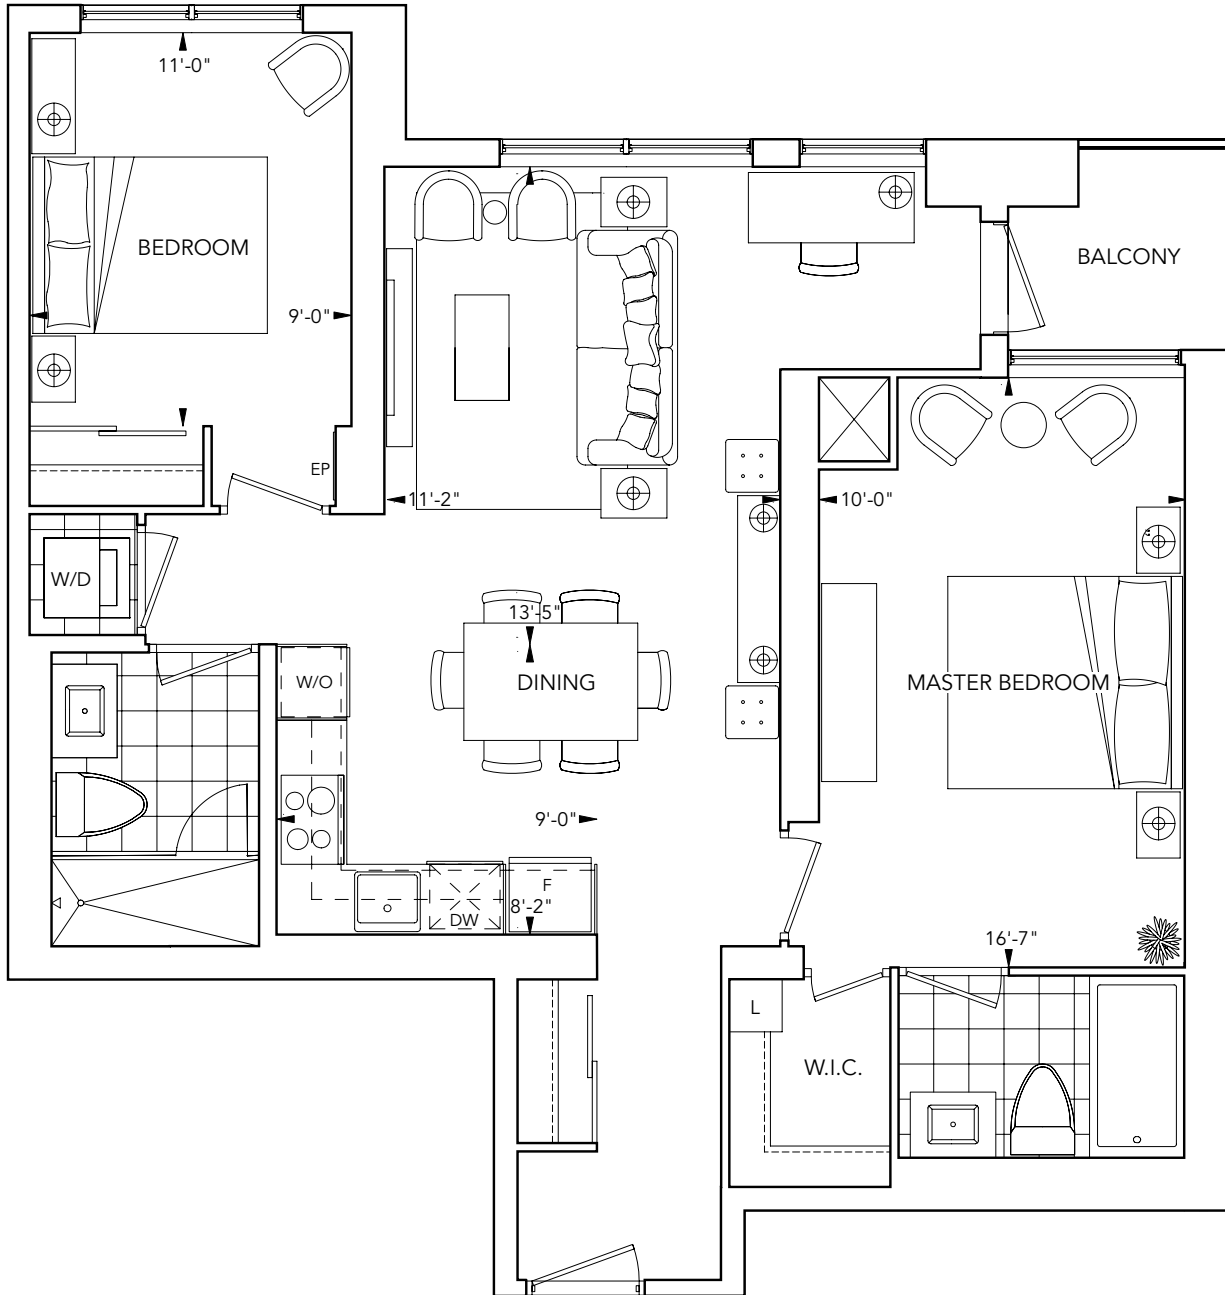 11'-0"
BEDROOM
BALCONY
9'-0"
EP
11'-2"
10'-0"
W/D
13'-5"
W/O
DINING
MASTER BEDROOM
9'-0"
F
8'-2"
DW
16'-7"
L
W.I.C.